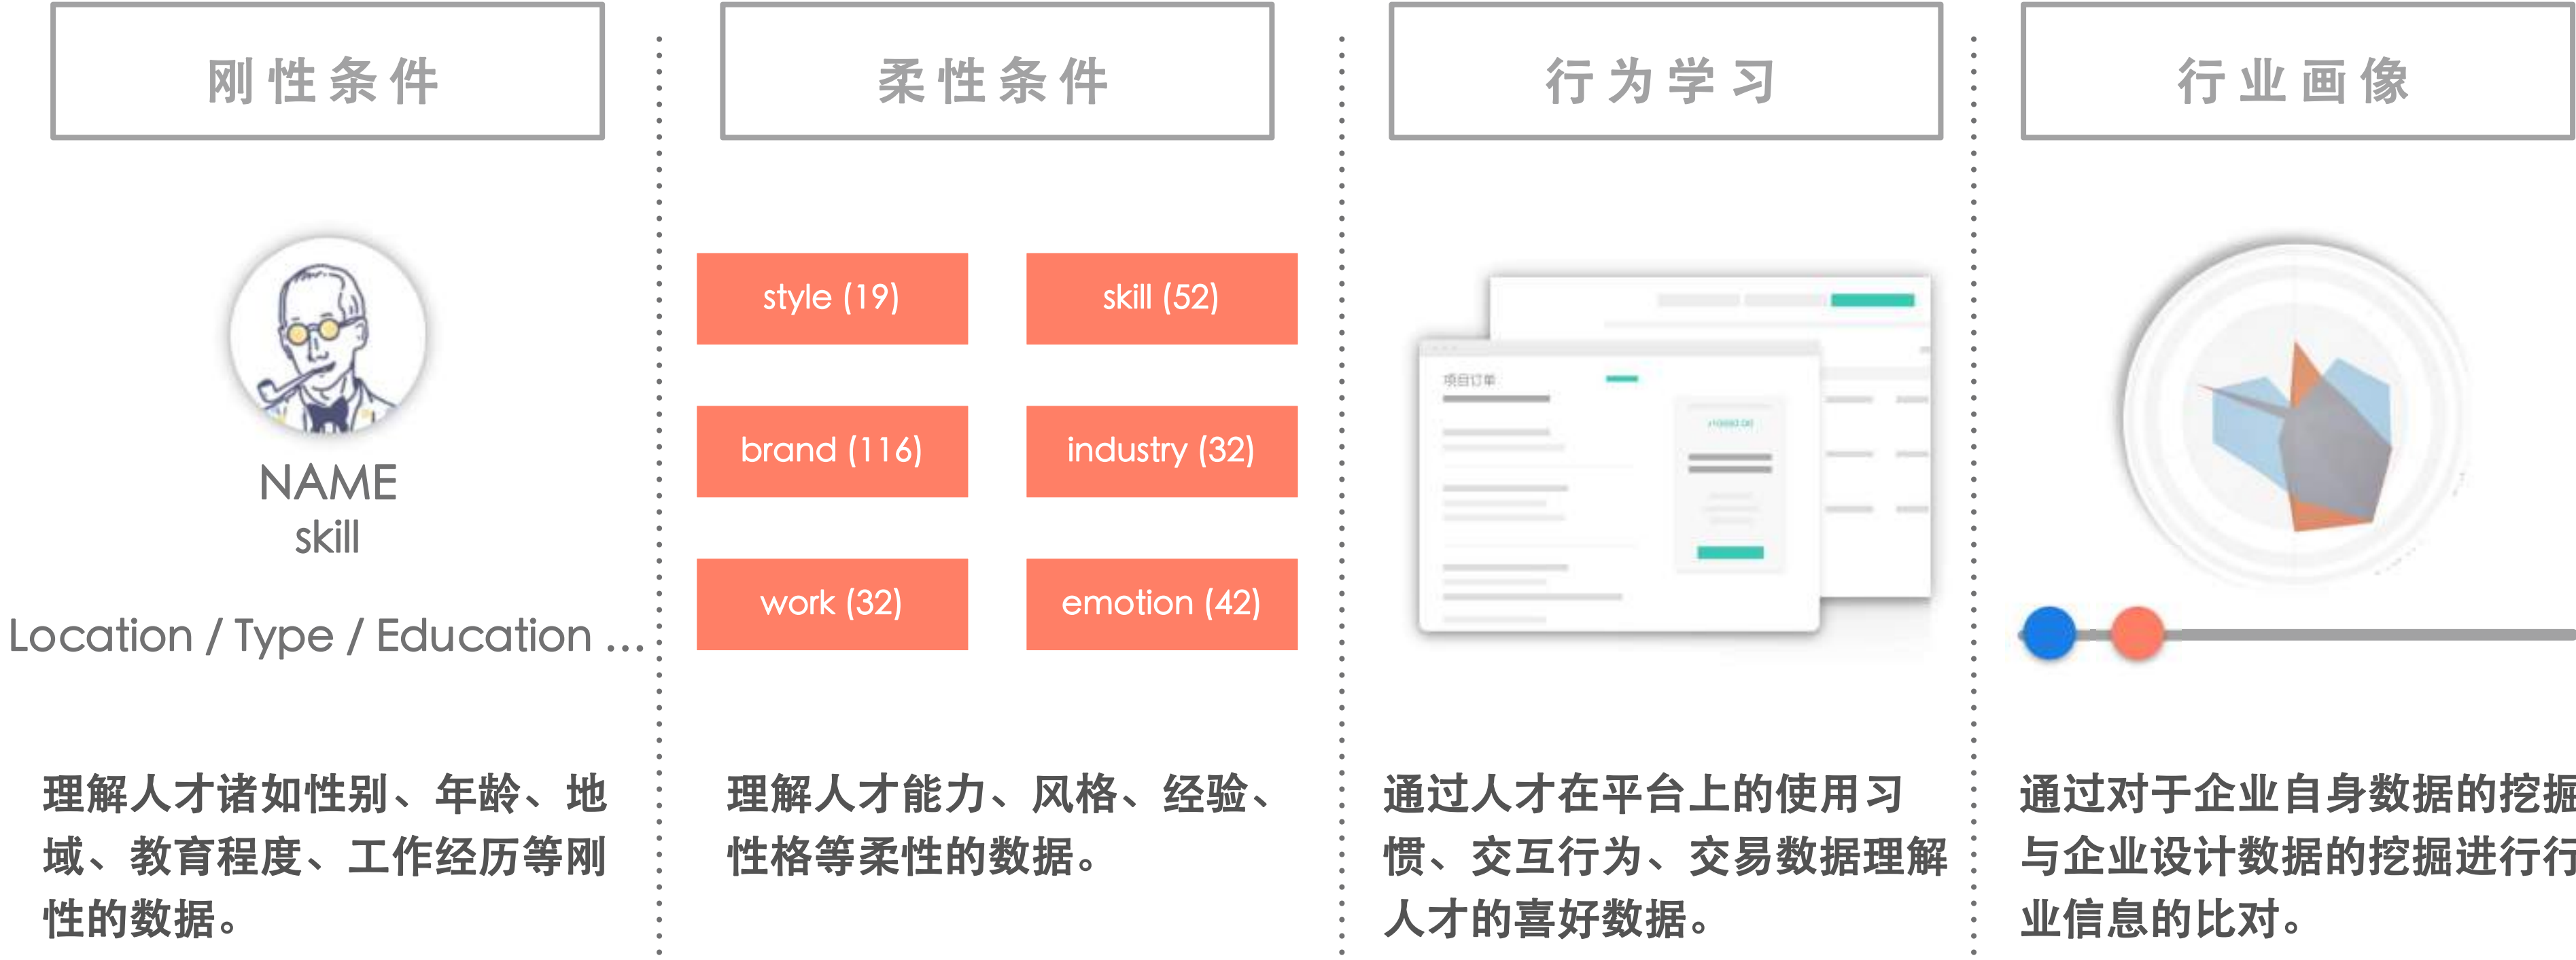 刚性条件
柔性条件
行为学习
行业画像
NAME
skill
Location / Type / Education ...
style (19)
skill (52)
brand (116)
industry (32)
work (32)
emotion (42)
项目订单
理解人才诸如性别、年龄、地
域、教育程度、工作经历等刚
性的数据。
理解人才能力、风格、经验、
性格等柔性的数据。
通过人才在平台上的使用习
惯、交互行为、交易数据理解
人才的喜好数据。
通过对于企业自身数据的挖掘
与企业设计数据的挖掘进行行
业信息的比对。